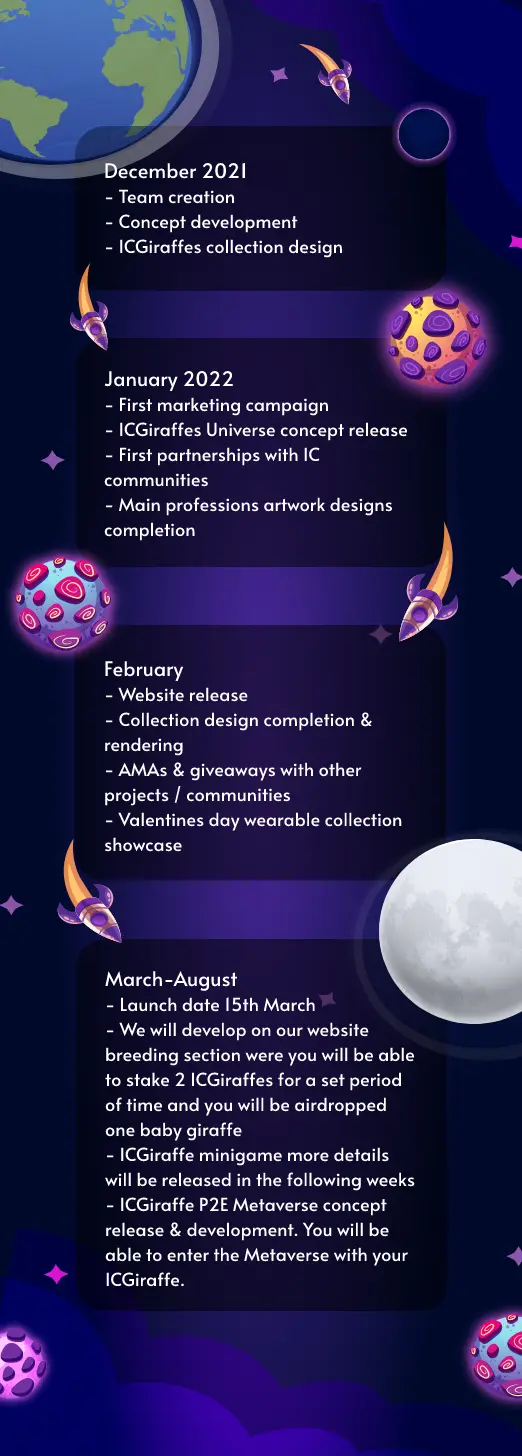 December 2021
- Team creation
- Concept development
- ICGiraffes collection design
January 2022
- First marketing campaign
- ICGiraffes Universe concept release
- First partnerships with IC
communities
- Main professions artwork designs
completion
February
- Website release
- Collection design completion &
rendering
- AMAs & giveaways with other
projects / communities
- Valentines day wearable collection
showcase
March-August
- Launch date 15th March
- We will develop on our website
breeding section were you will be able
to stake 2 ICGiraffes for a set period
of time and you will be airdropped
one baby giraffe
- ICGiraffe minigame more details
will be released in the following weeks
- ICGiraffe P2E Metaverse concept
release & development. You will be
able to enter the Metaverse with your
ICGiraffe.